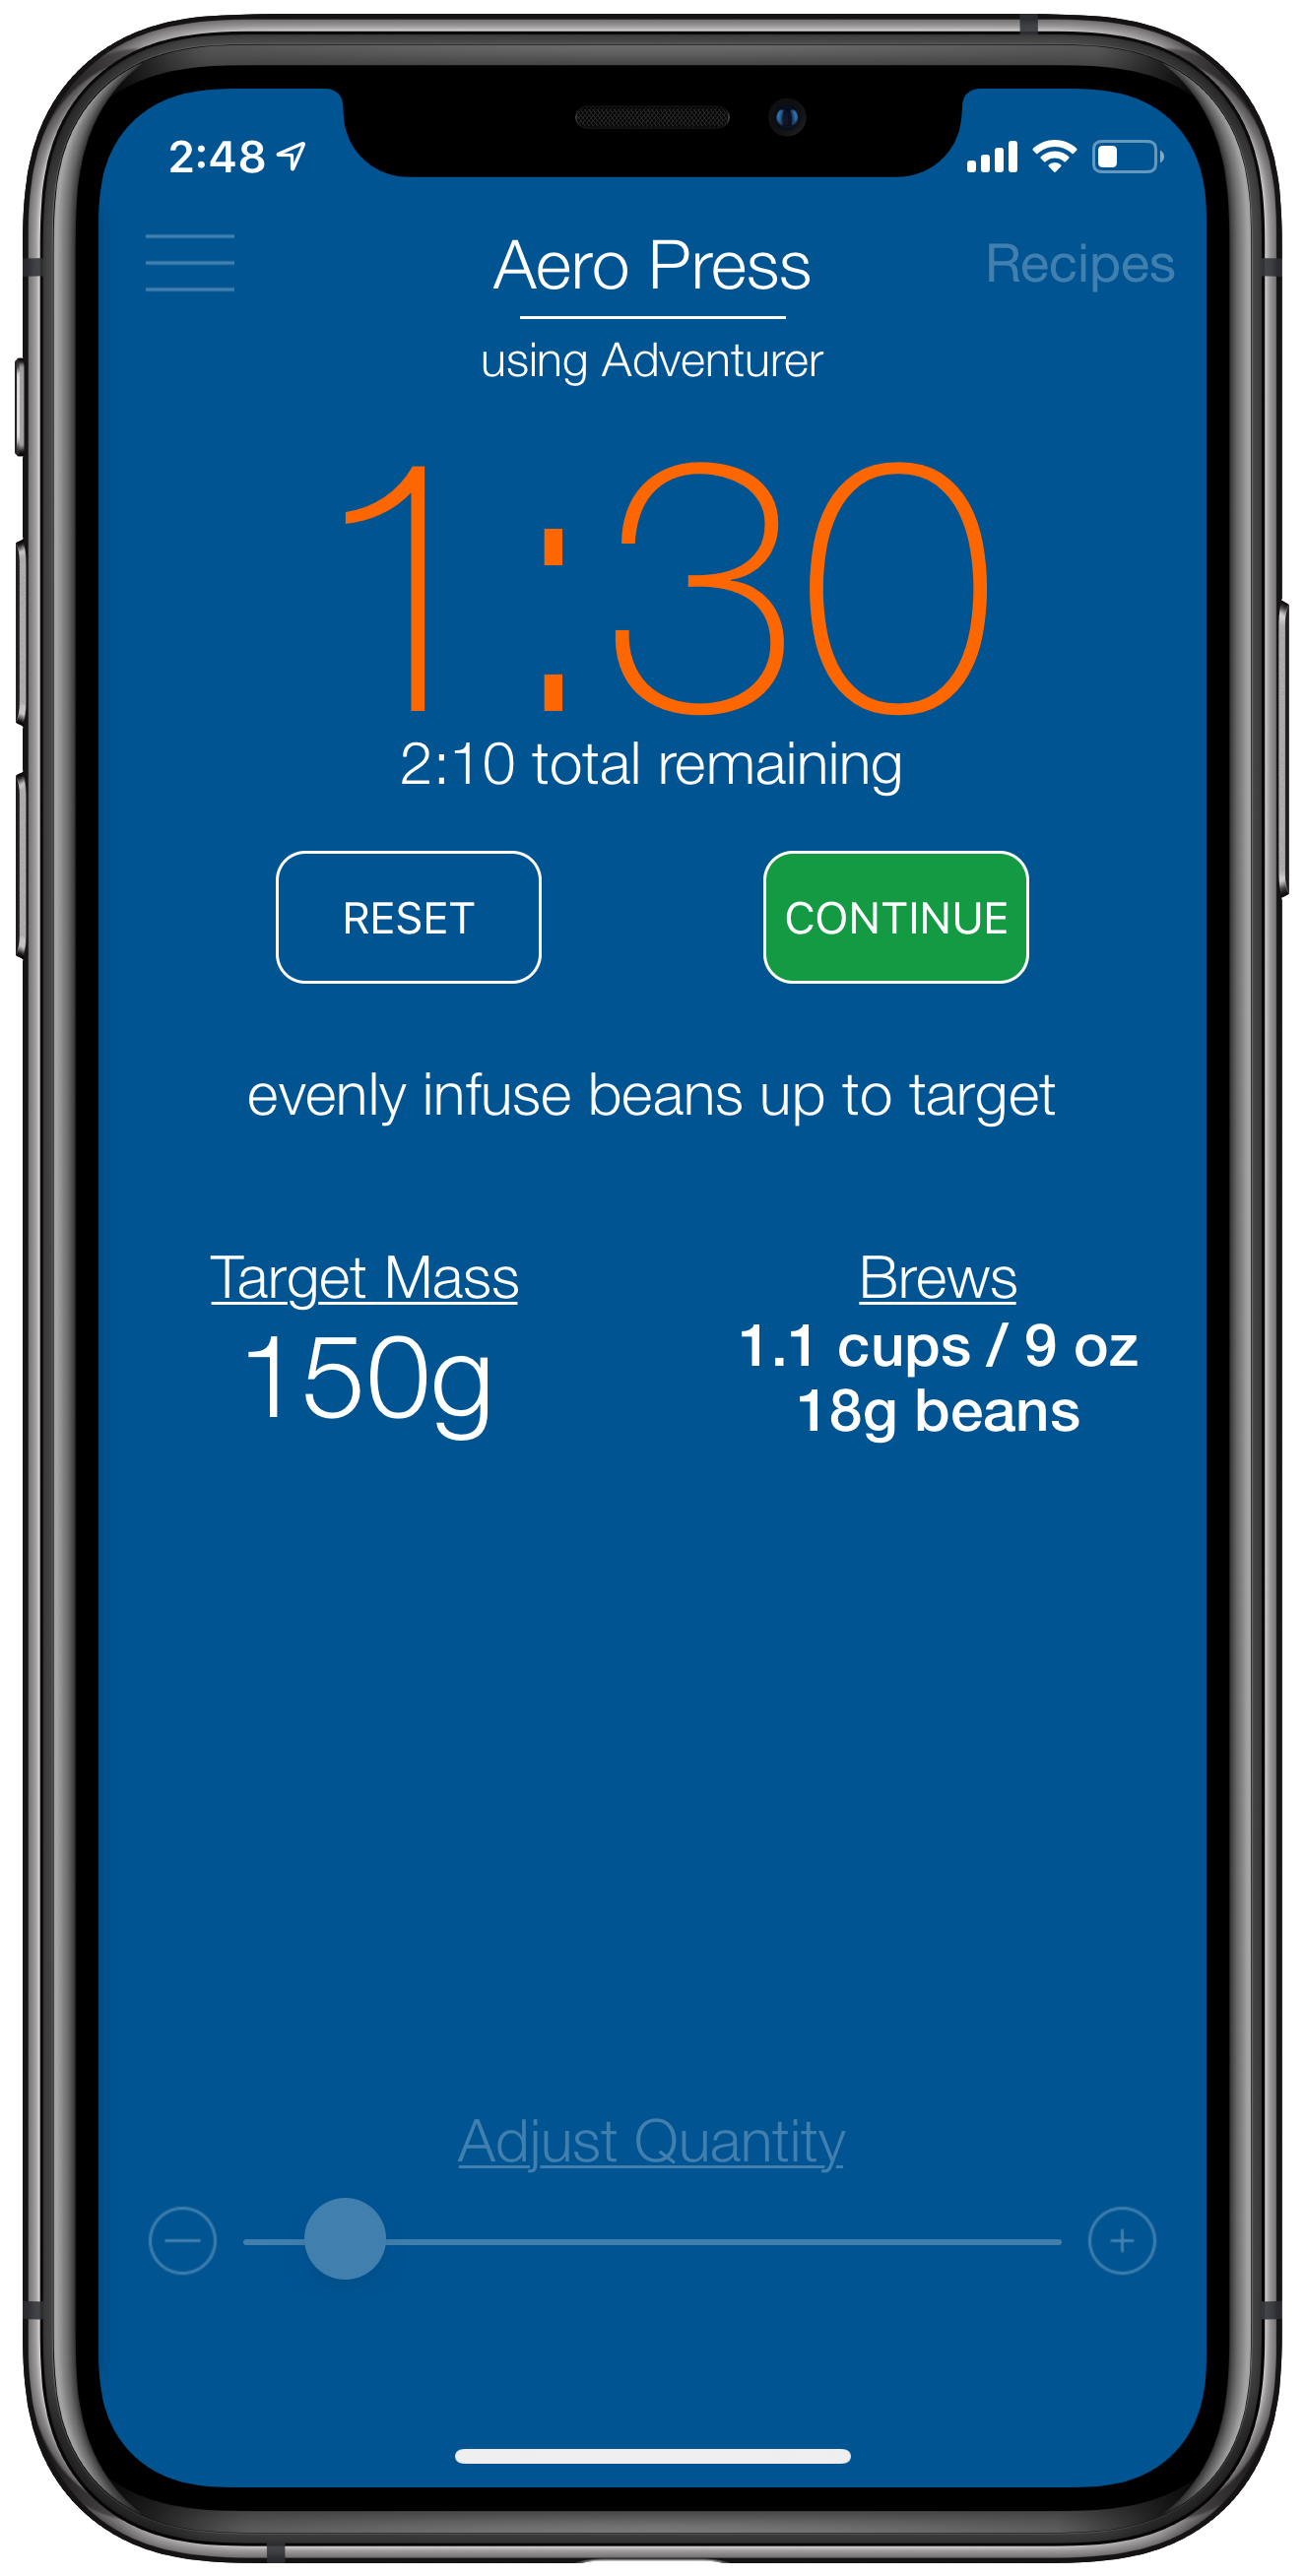 2:48
Aero Press
Recipes
using Adventurer
1:30
2:10 total remaining
RESET
CONTINUE
evenly infuse beans up to target
Target Mass
Brews
150g
1.1 cups / 9 oz
18g beans
Adjust Quantity